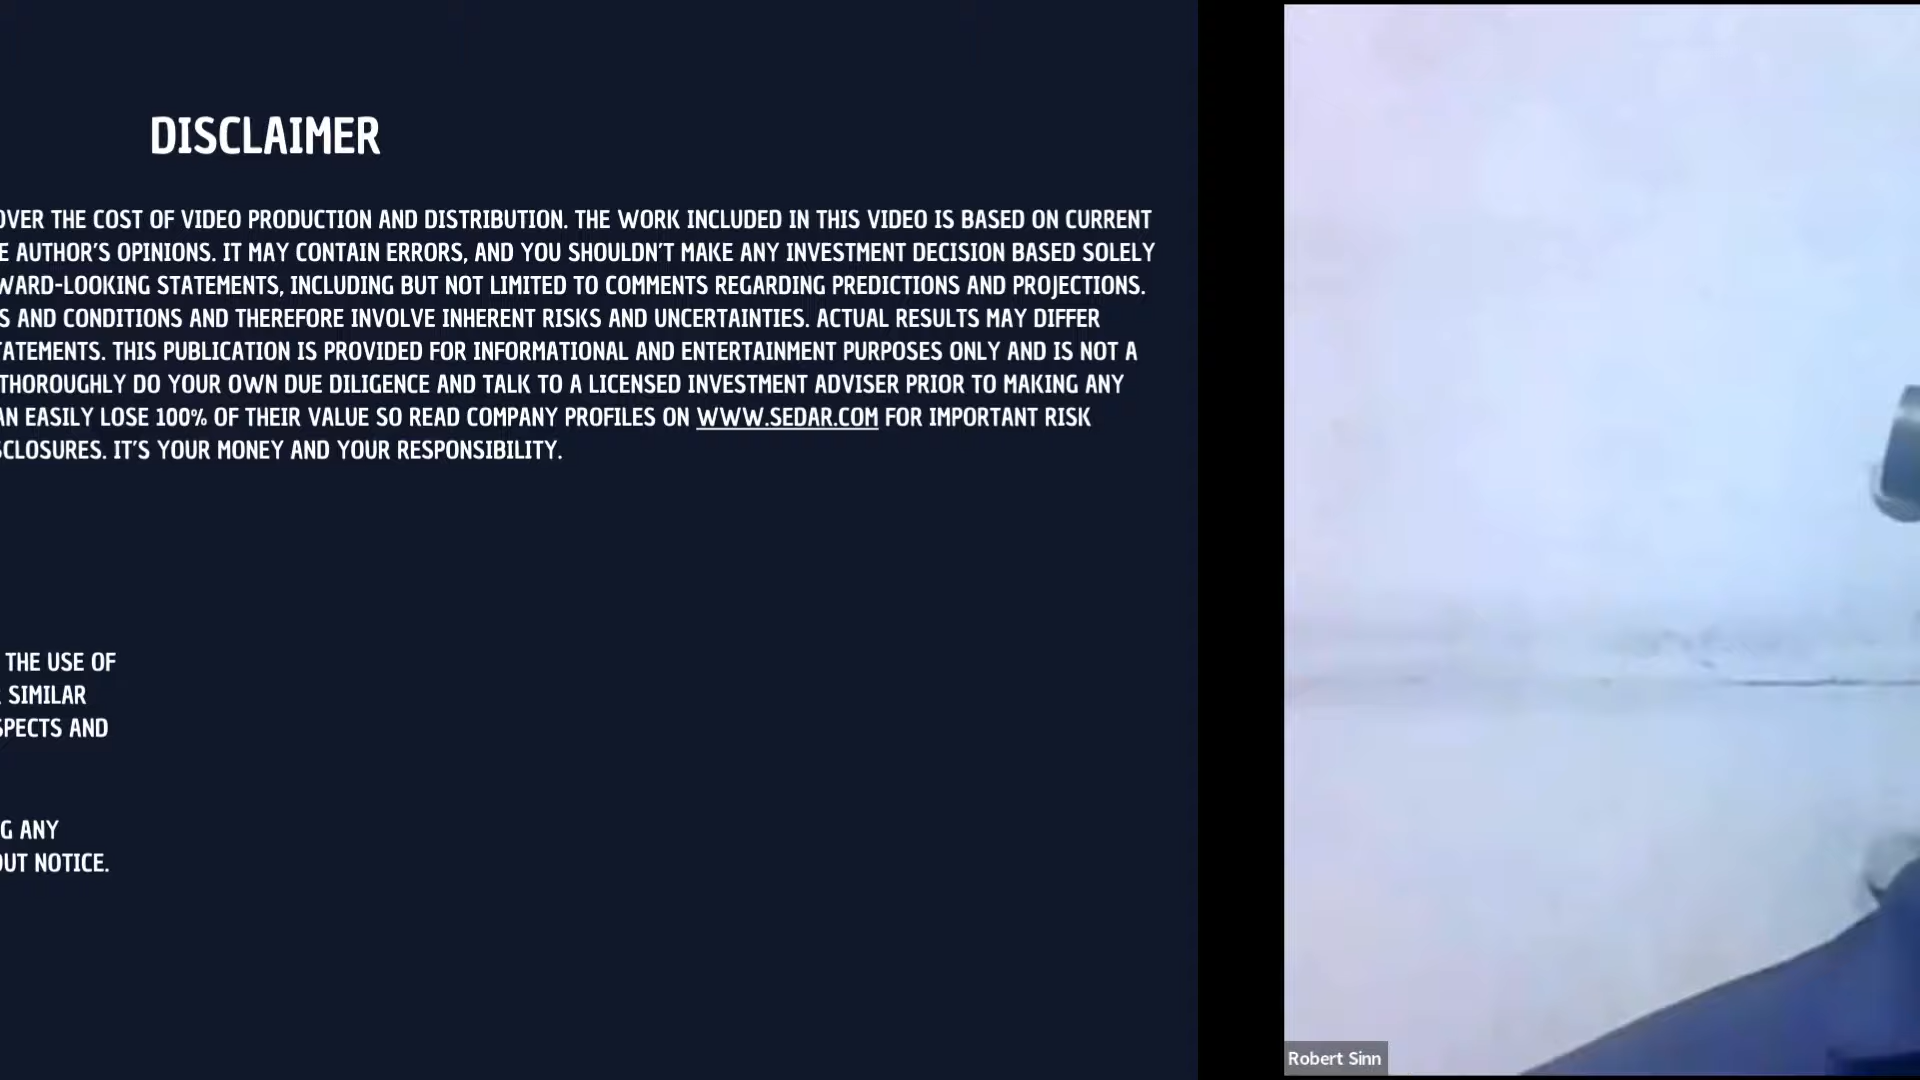 DISCLAIMER
OVER THE COST OF VIDEO PRODUCTION AND DISTRIBUTION. THE WORK INCLUDED IN THIS VIDEO IS BASED ON CURRENT
E AUTHOR'S OPINIONS. IT MAY CONTAIN ERRORS, AND YOU SHOULDN'T MAKE ANY INVESTMENT DECISION BASED SOLELY
WARD-LOOKING STATEMENTS, INCLUDING BUT NOT LIMITED TO COMMENTS REGARDING PREDICTIONS AND PROJECTIONS.
S AND CONDITIONS AND THEREFORE INVOLVE INHERENT RISKS AND UNCERTAINTIES. ACTUAL RESULTS MAY DIFFER
TATEMENTS. THIS PUBLICATION IS PROVIDED FOR INFORMATIONAL AND ENTERTAINMENT PURPOSES ONLY AND IS NOT A
THOROUGHLY DO YOUR OWN DUE DILIGENCE AND TALK TO A LICENSED INVESTMENT ADVISER PRIOR TO MAKING ANY
AN EASILY LOSE 100% OF THEIR VALUE SO READ COMPANY PROFILES ON WWW.SEDAR.COM FOR IMPORTANT RISK
SCLOSURES. IT'S YOUR MONEY AND YOUR RESPONSIBILITY.
THE USE OF
SIMILAR
SPECTS AND
G ANY
OUT NOTICE.
Robert Sinn